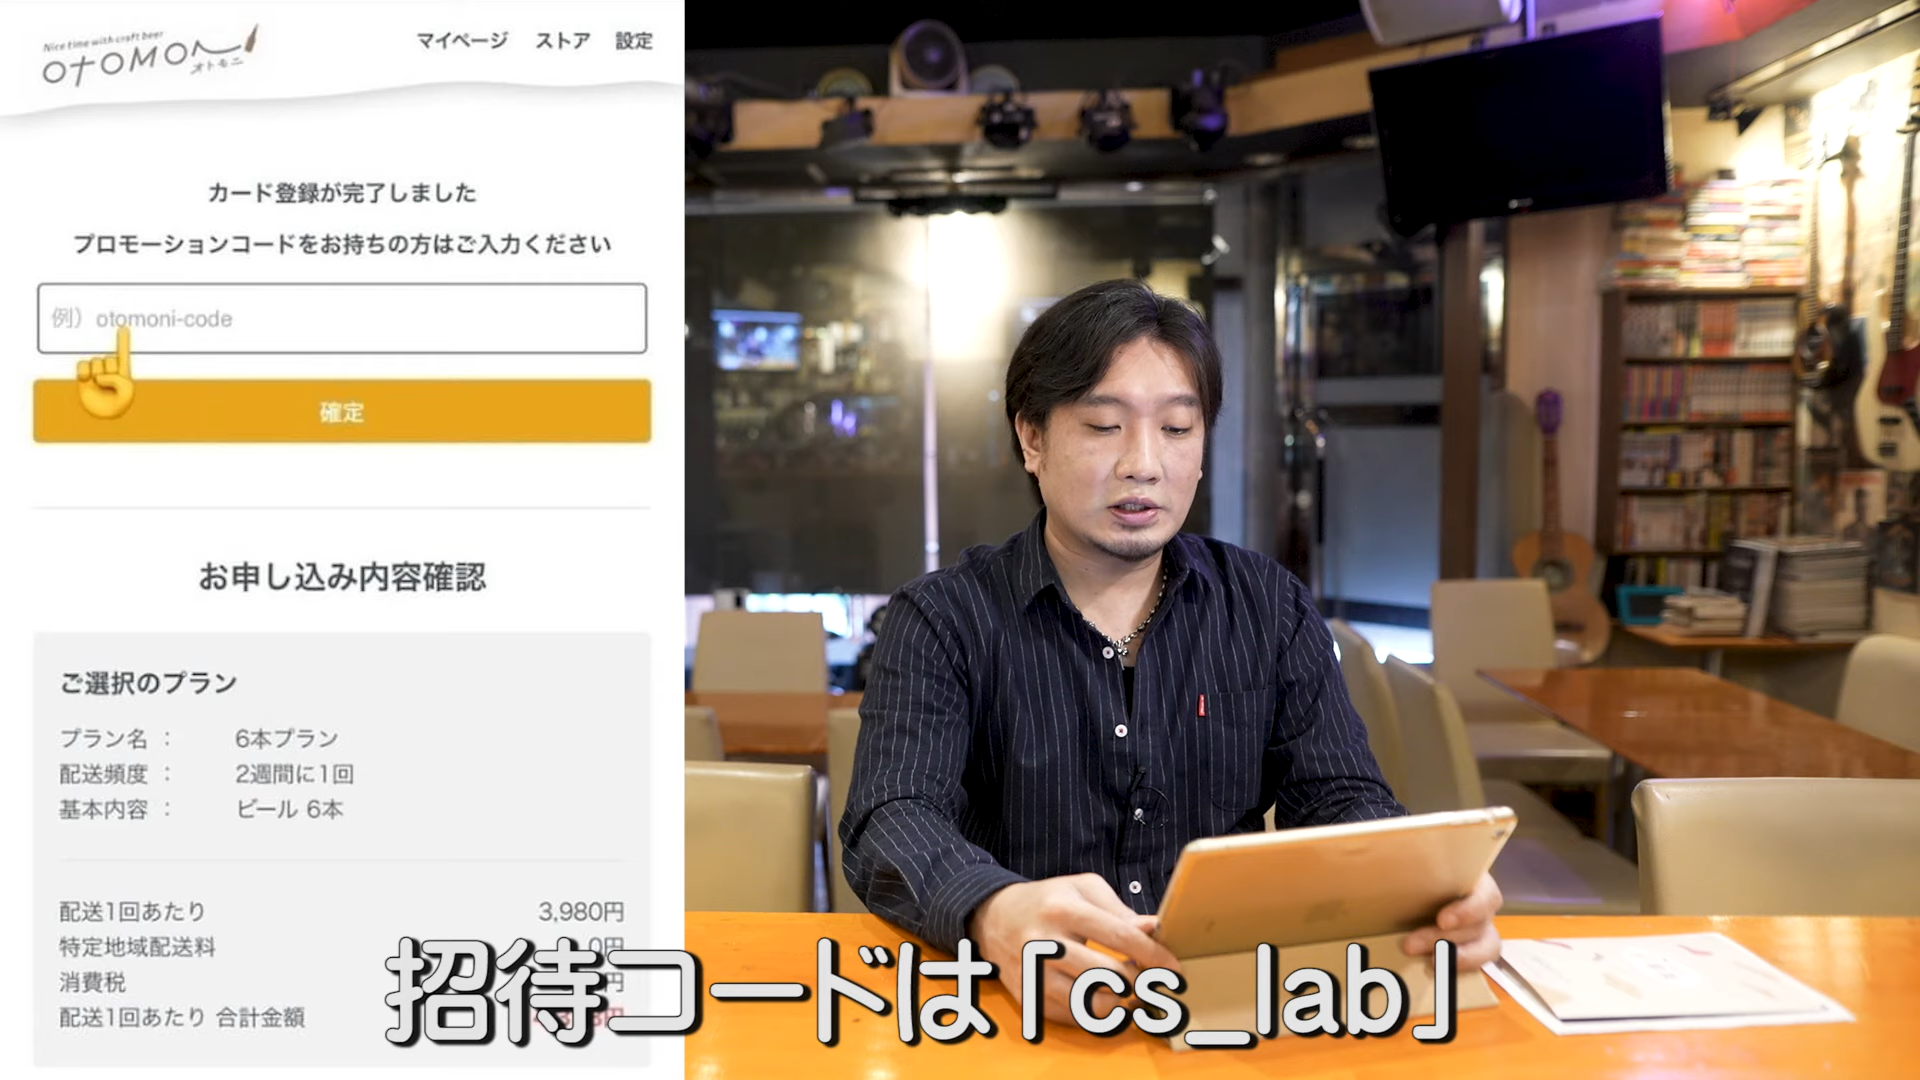 Nice time with craft beer
OTOMONI
オトモニ
マイページ ストア 設定
カード登録が完了しました
プロモーションコードをお持ちの方はご入力ください
例）otomoni-code
確定
お申し込み内容確認
ご選択のプラン
プラン名 ： 6本プラン
配送頻度 ： 2週間に1回
基本内容 ： ビール 6本
配送1回あたり 3,980円
特定地域配送料 0円
消費税 円
配送1回あたり 合計金額 円
招待コードは「cs_lab」